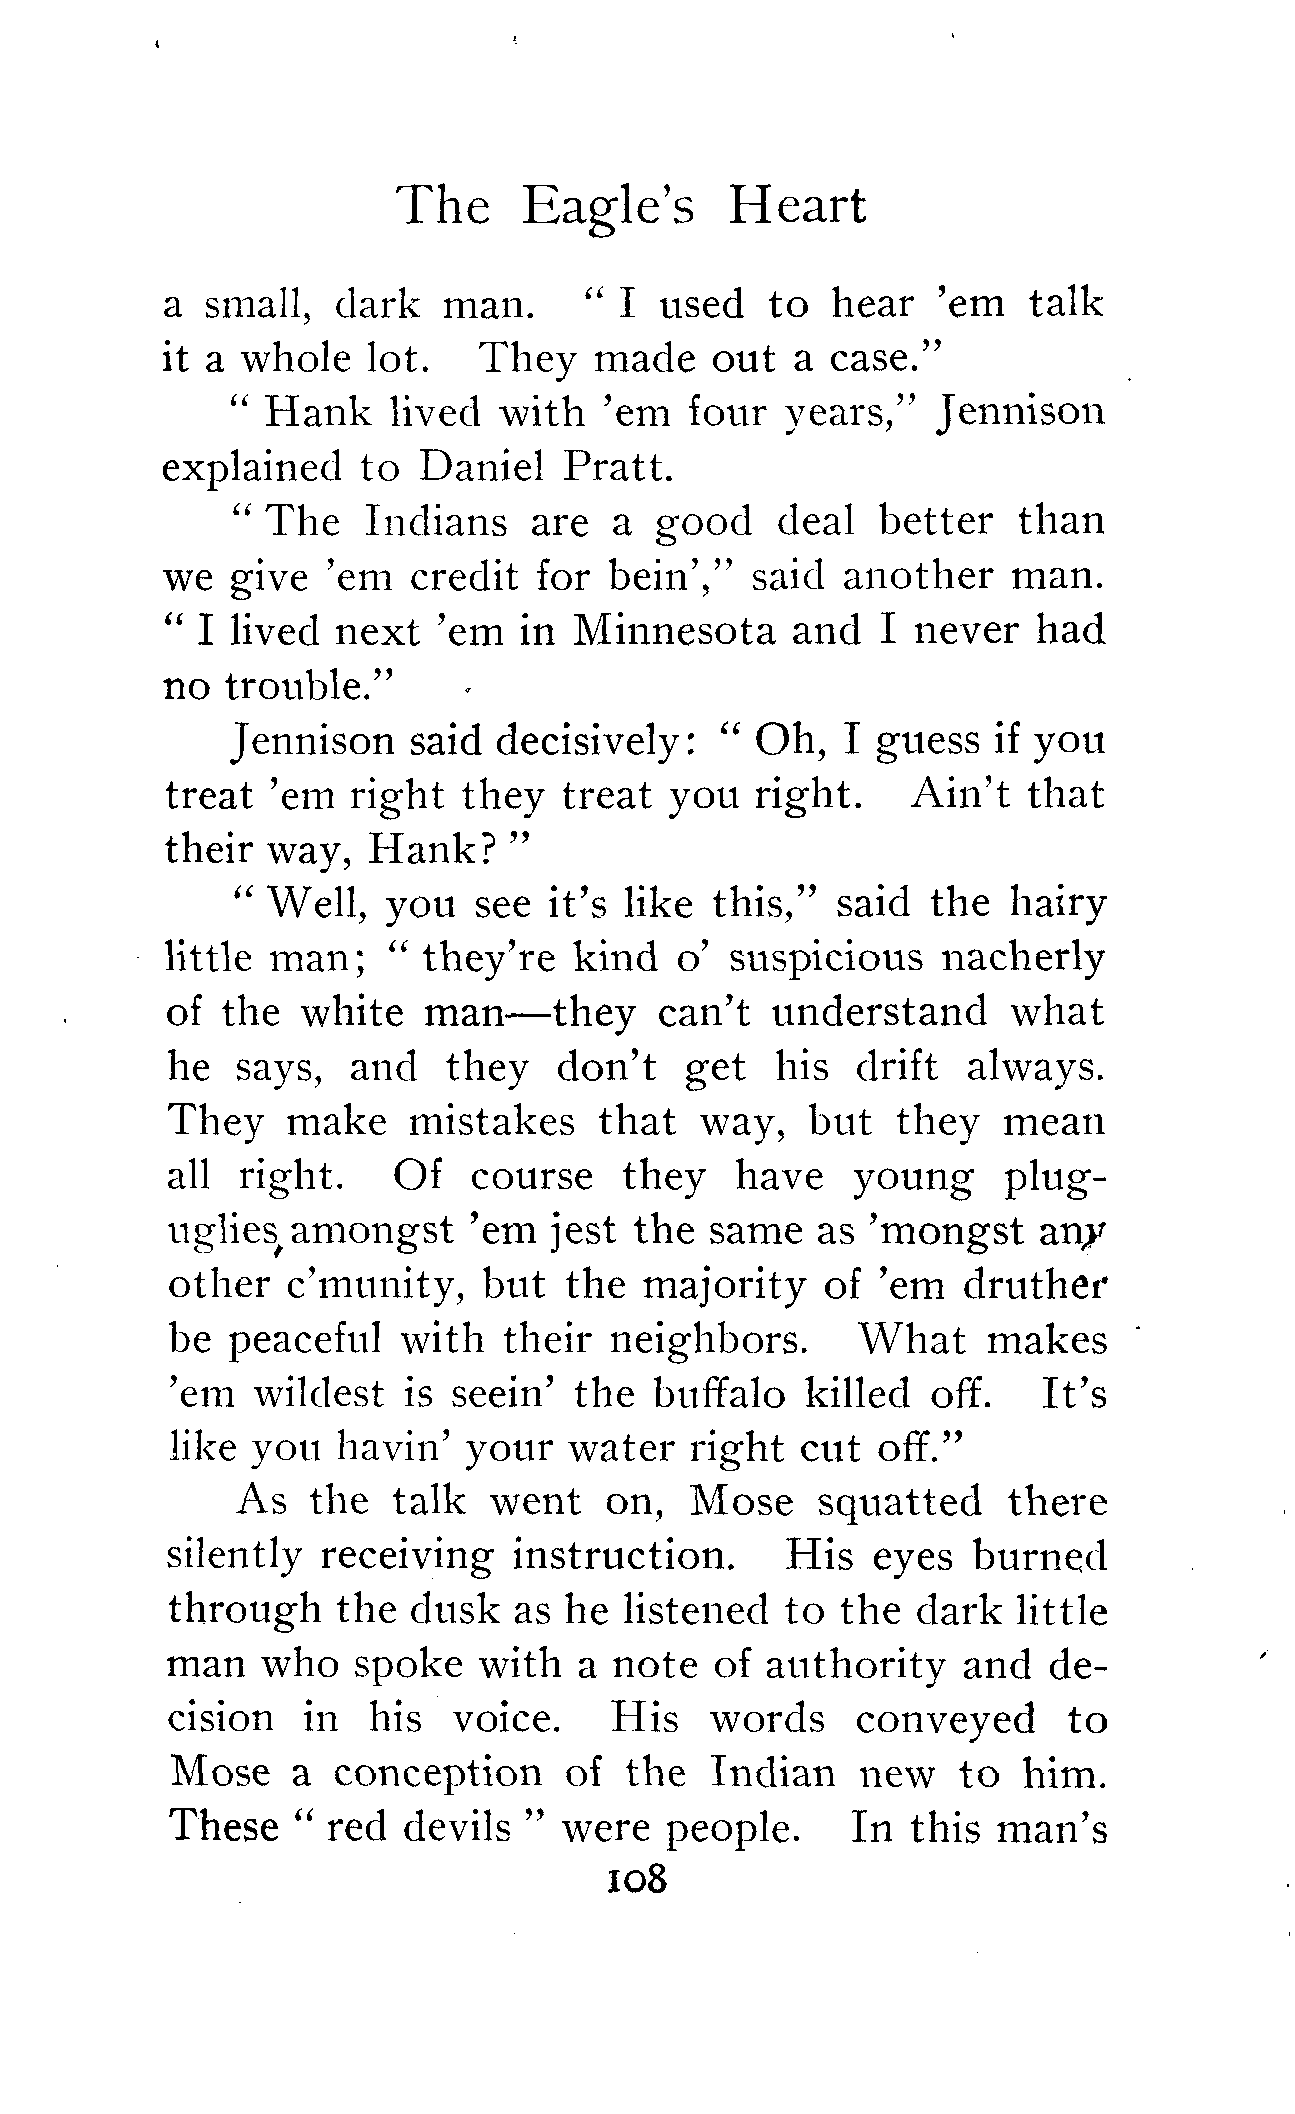 The Eagle's Heart
a small, dark man. " I used to hear 'em talk
it a whole lot. They made out a case."
" Hank lived with 'em four years," Jennison
explained to Daniel Pratt.
" The Indians are a good deal better than
we give 'em credit for bein'," said another man.
" I lived next 'em in Minnesota and I never had
no trouble."
Jennison said decisively: " Oh, I guess if you
treat 'em right they treat you right. Ain't that
their way, Hank? "
" Well, you see it's like this," said the hairy
little man; " they're kind o' suspicious nacherly
of the white man—they can't understand what
he says, and they don't get his drift always.
They make mistakes that way, but they mean
all right. Of course they have young plug-
uglies, amongst 'em jest the same as 'mongst any
other c'munity, but the majority of 'em druther
be peaceful with their neighbors. What makes
'em wildest is seein' the buffalo killed off. It's
like you havin' your water right cut off."
As the talk went on, Mose squatted there
silently receiving instruction. His eyes burned
through the dusk as he listened to the dark little
man who spoke with a note of authority and de-
cision in his voice. His words conveyed to
Mose a conception of the Indian new to him.
These " red devils " were people. In this man's
108